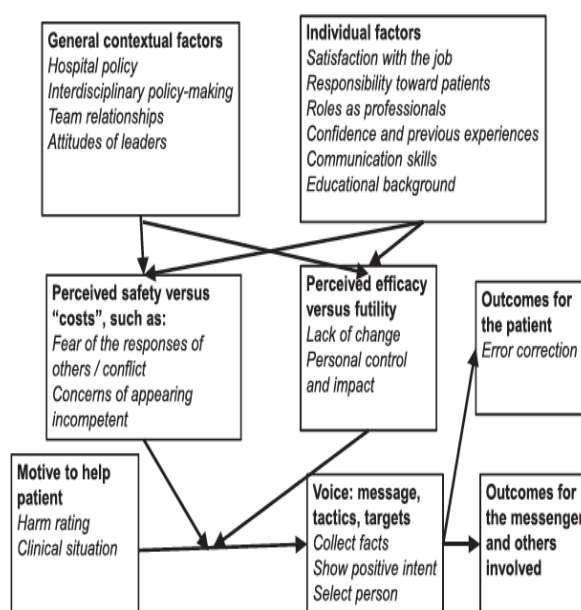 General contextual factors
Hospital policy
Interdisciplinary policy-making
Team relationships
Attitudes of leaders
Individual factors
Satisfaction with the job
Responsibility toward patients
Roles as professionals
Confidence and previous experiences
Communication skills
Educational background
Perceived safety versus
“costs”, such as:
Fear of the responses of
others / conflict
Concerns of appearing
incompetent
Perceived efficacy
versus futility
Lack of change
Personal control
and impact
Outcomes for
the patient
Error correction
Motive to help
patient
Harm rating
Clinical situation
Voice: message,
tactics, targets
Collect facts
Show positive intent
Select person
Outcomes for
the messenger
and others
involved